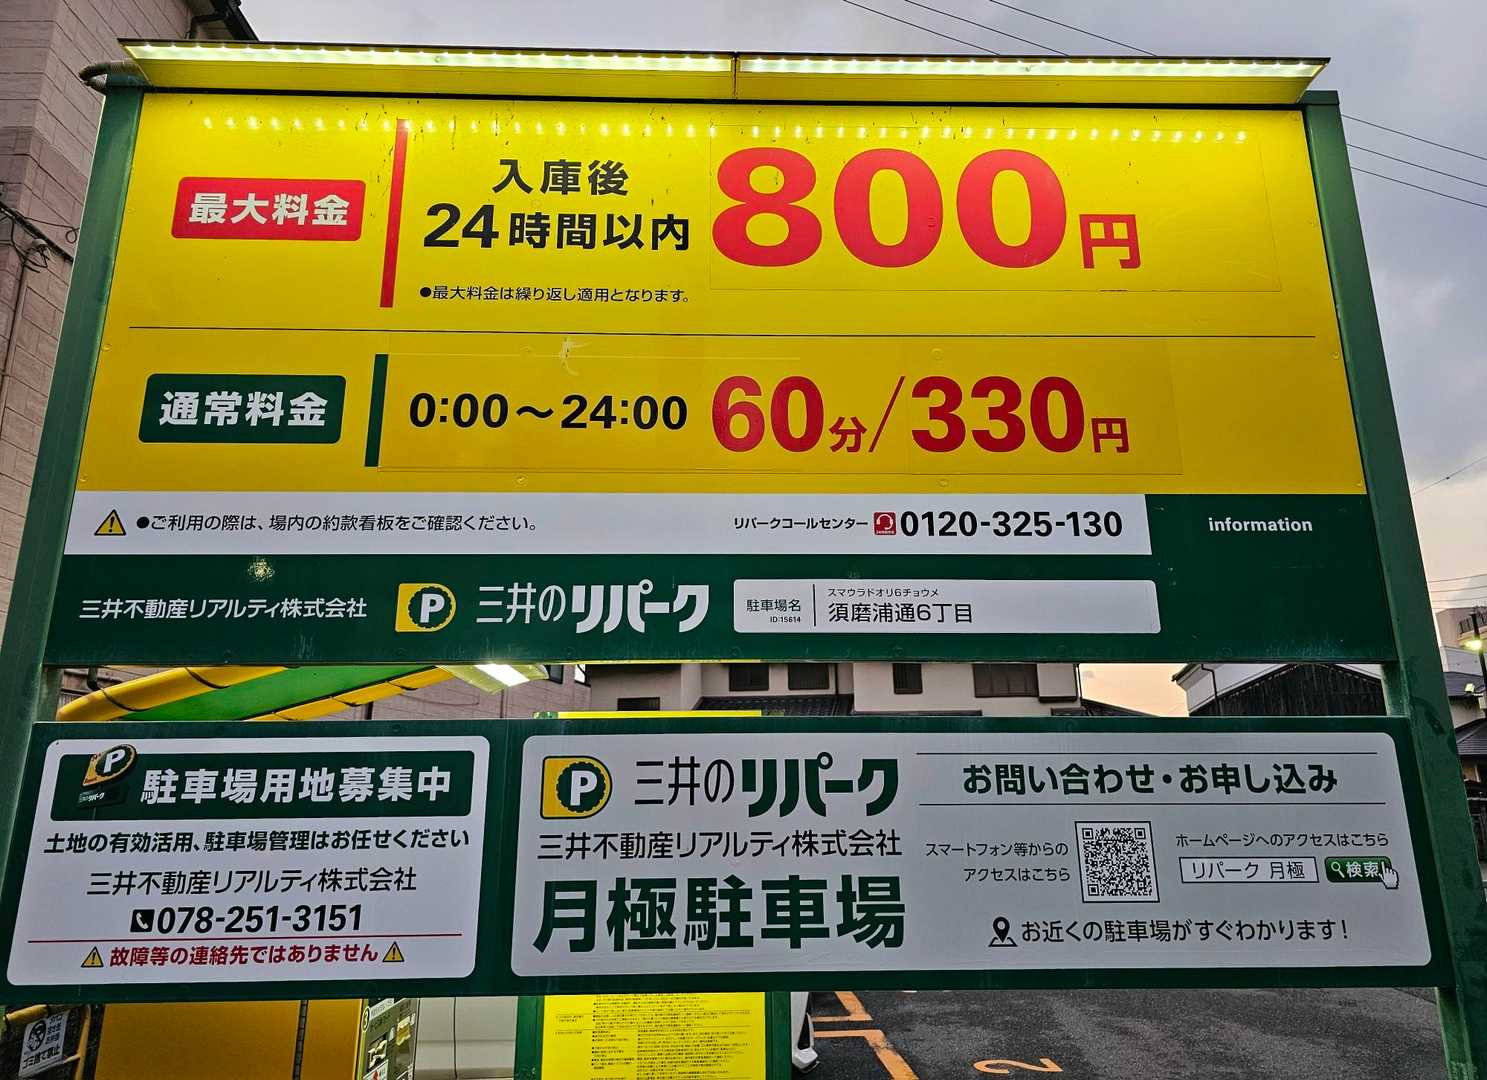 最大料金
入庫後
24時間以内
800円
●最大料金は繰り返し適用となります。
通常料金
0:00～24:00 60分/330円
●ご利用の際は、場内の約款看板をご確認ください。
リパークコールセンター 0120-325-130
information
三井不動産リアルティ株式会社
P 三井のリパーク
駐車場名
ID:15614
スマウラドオリ6チョウメ
須磨浦通6丁目
P 駐車場用地募集中
土地の有効活用、駐車場管理はお任せください
三井不動産リアルティ株式会社
078-251-3151
故障等の連絡先ではありません
P 三井のリパーク
三井不動産リアルティ株式会社
月極駐車場
お問い合わせ・お申し込み
スマートフォン等からの
アクセスはこちら
ホームページへのアクセスはこちら
リパーク 月極 検索
お近くの駐車場がすぐわかります!
ゴミ捨て禁止
2